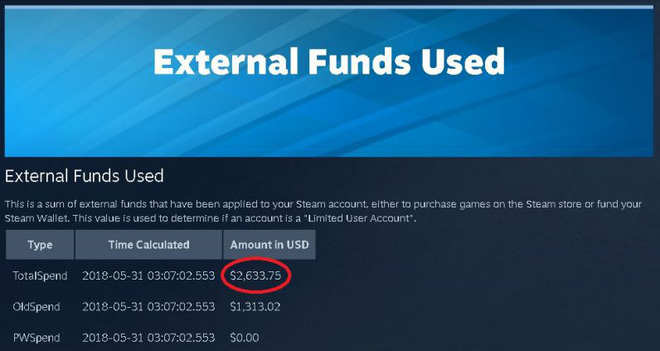 External Funds Used
External Funds Used
This is a sum of external funds that have been applied to your Steam account, either to purchase games on the Steam store or fund your
Steam Wallet. This value is used to determine if an account is a "Limited User Account".
Type Time Calculated Amount in USD
TotalSpend 2018-05-31 03:07:02.553 $2,633.75
OldSpend 2018-05-31 03:07:02.553 $1,313.02
PWSpend 2018-05-31 03:07:02.553 $0.00